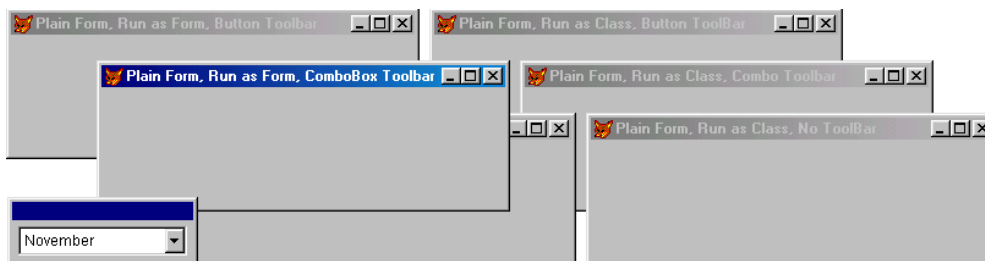 Plain Form, Run as Form, Button Toolbar
Plain Form, Run as Class, Button ToolBar
Plain Form, Run as Form, ComboBox Toolbar
Plain Form, Run as Class, Combo Toolbar
Plain Form, Run as Class, No ToolBar
November